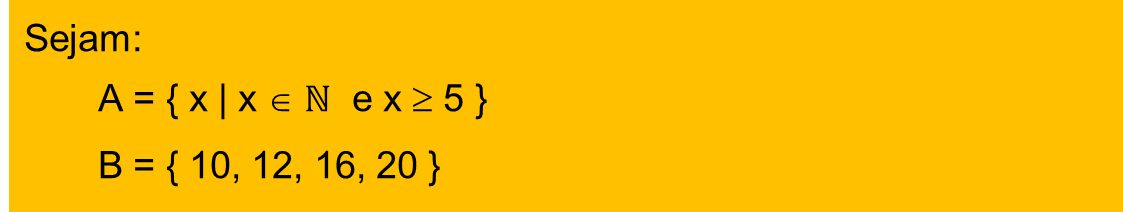 Sejam:
A = { x | x ∈ ℕ e x ≥ 5 }
B = { 10, 12, 16, 20 }